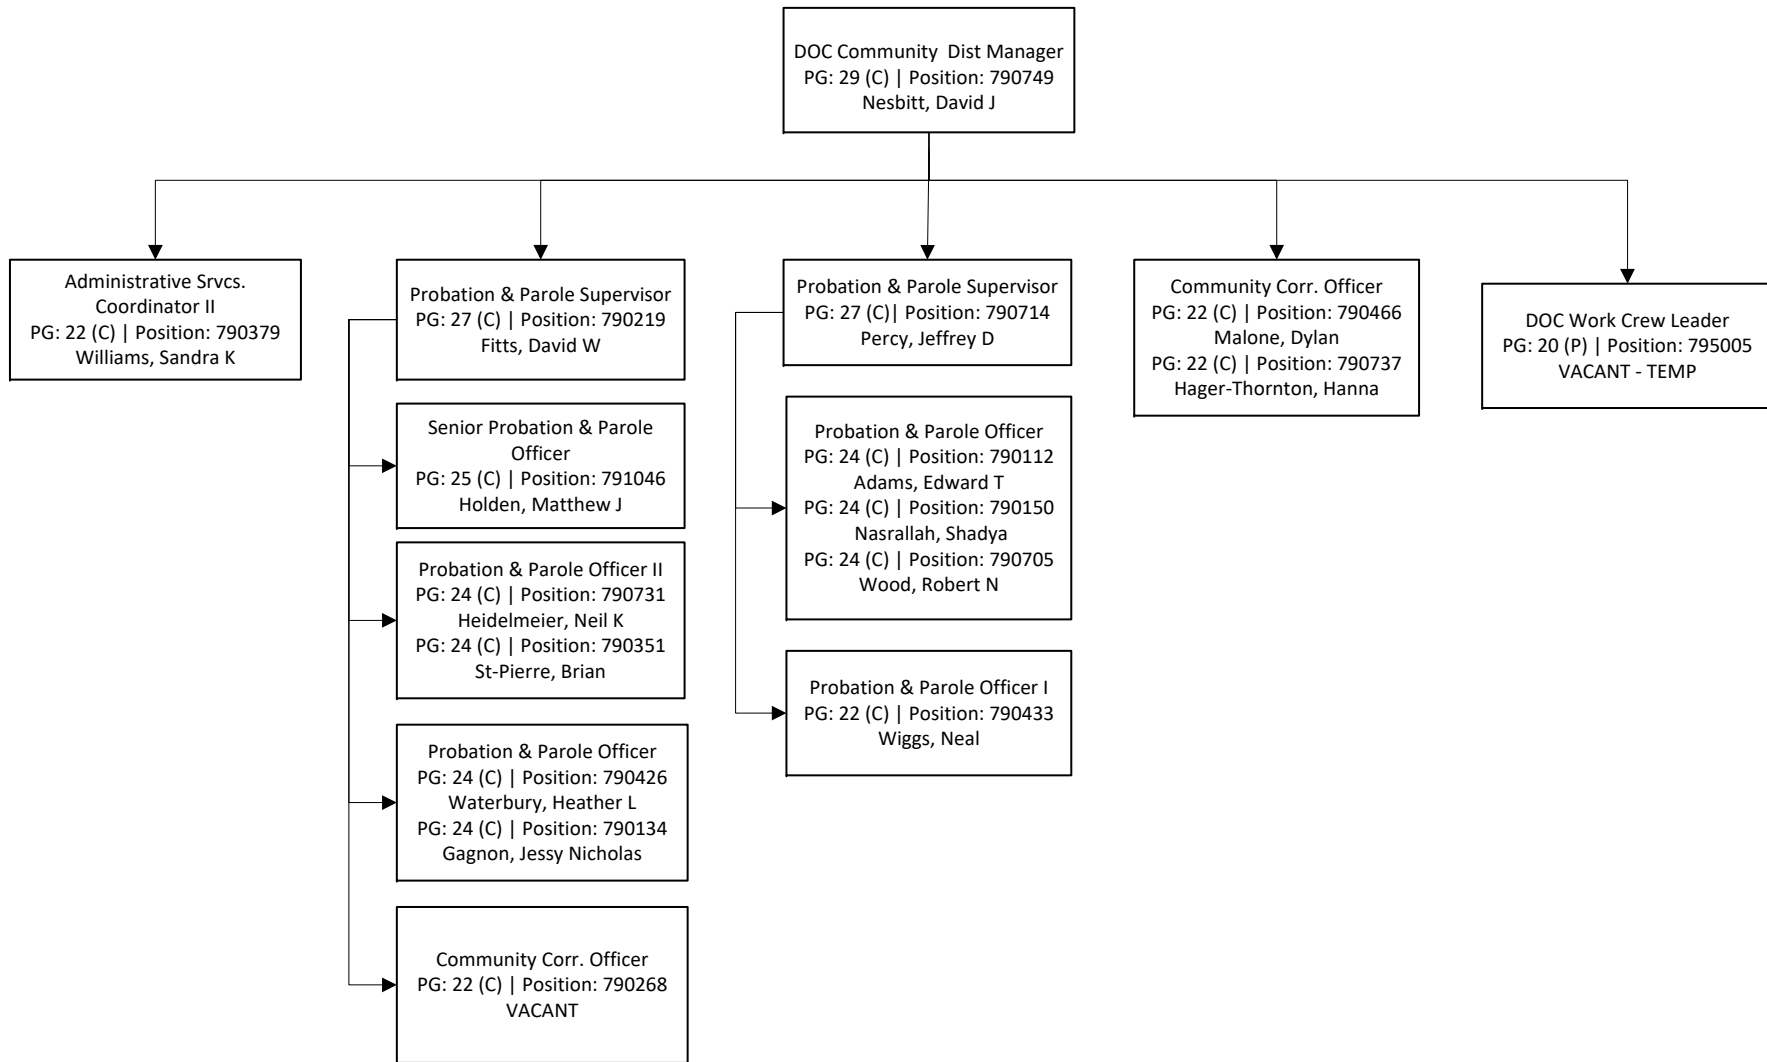 DOC Community  Dist Manager
PG: 29 (C) | Position: 790749
Nesbitt, David J
Administrative Srvcs.
Coordinator II
PG: 22 (C) | Position: 790379
Williams, Sandra K
Probation & Parole Supervisor
PG: 27 (C) | Position: 790219
Fitts, David W
Senior Probation & Parole
Officer
PG: 25 (C) | Position: 791046
Holden, Matthew J
Probation & Parole Officer II
PG: 24 (C) | Position: 790731
Heidelmeier, Neil K
PG: 24 (C) | Position: 790351
St-Pierre, Brian
Probation & Parole Officer
PG: 24 (C) | Position: 790426
Waterbury, Heather L
PG: 24 (C) | Position: 790134
Gagnon, Jessy Nicholas
Community Corr. Officer
PG: 22 (C) | Position: 790268
VACANT
Probation & Parole Supervisor
PG: 27 (C)| Position: 790714
Percy, Jeffrey D
Probation & Parole Officer
PG: 24 (C) | Position: 790112
Adams, Edward T
PG: 24 (C) | Position: 790150
Nasrallah, Shadya
PG: 24 (C) | Position: 790705
Wood, Robert N
Probation & Parole Officer I
PG: 22 (C) | Position: 790433
Wiggs, Neal
Community Corr. Officer
PG: 22 (C) | Position: 790466
Malone, Dylan
PG: 22 (C) | Position: 790737
Hager-Thornton, Hanna
DOC Work Crew Leader
PG: 20 (P) | Position: 795005
VACANT - TEMP